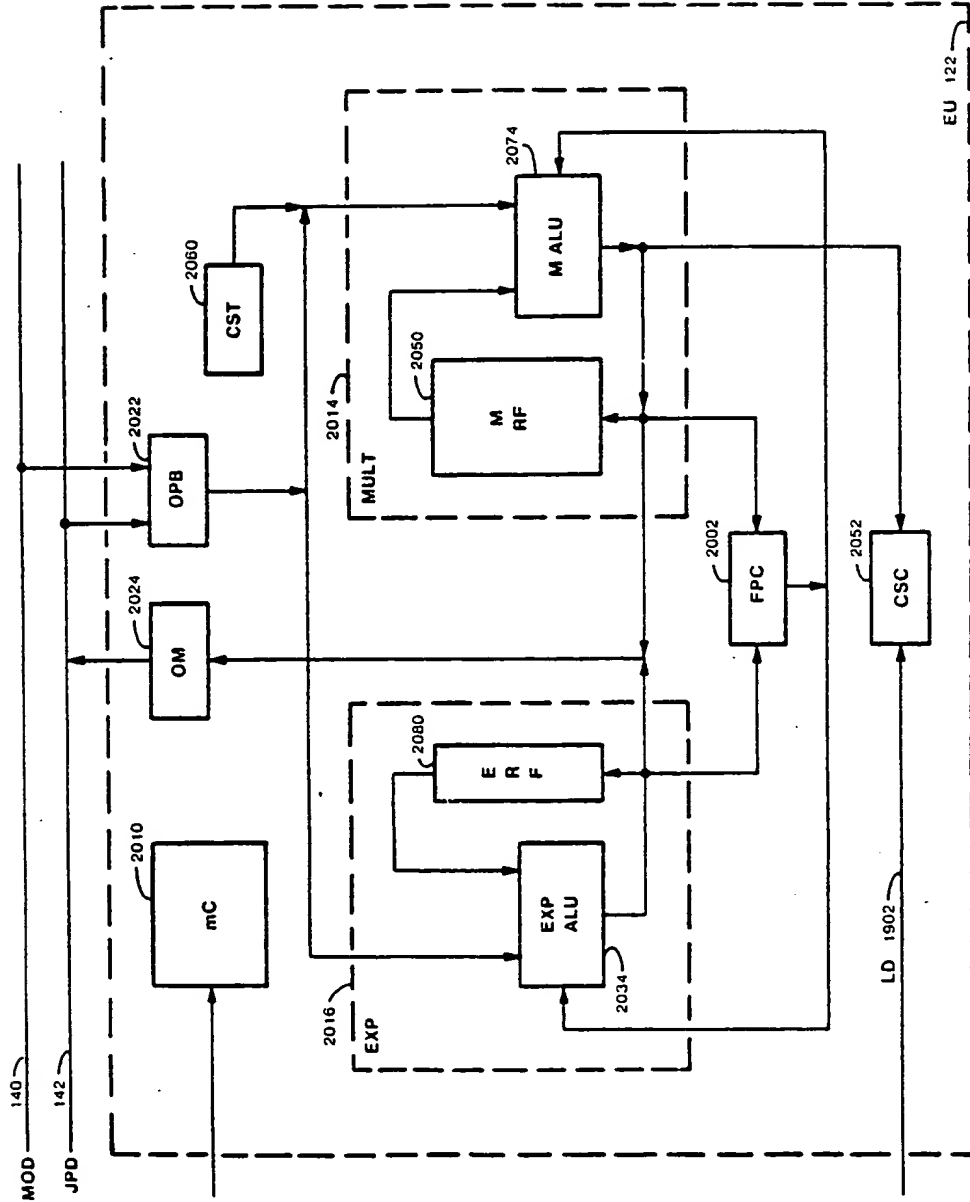 MOD
140
JPD
142
2010
mC
2024
OM
2022
OPB
2060
CST
2016
EXP
2080
E
R
F
EXP
ALU
2034
2014
MULT
2050
M
RF
2074
M ALU
2002
FPC
2052
CSC
LD 1902
EU 122